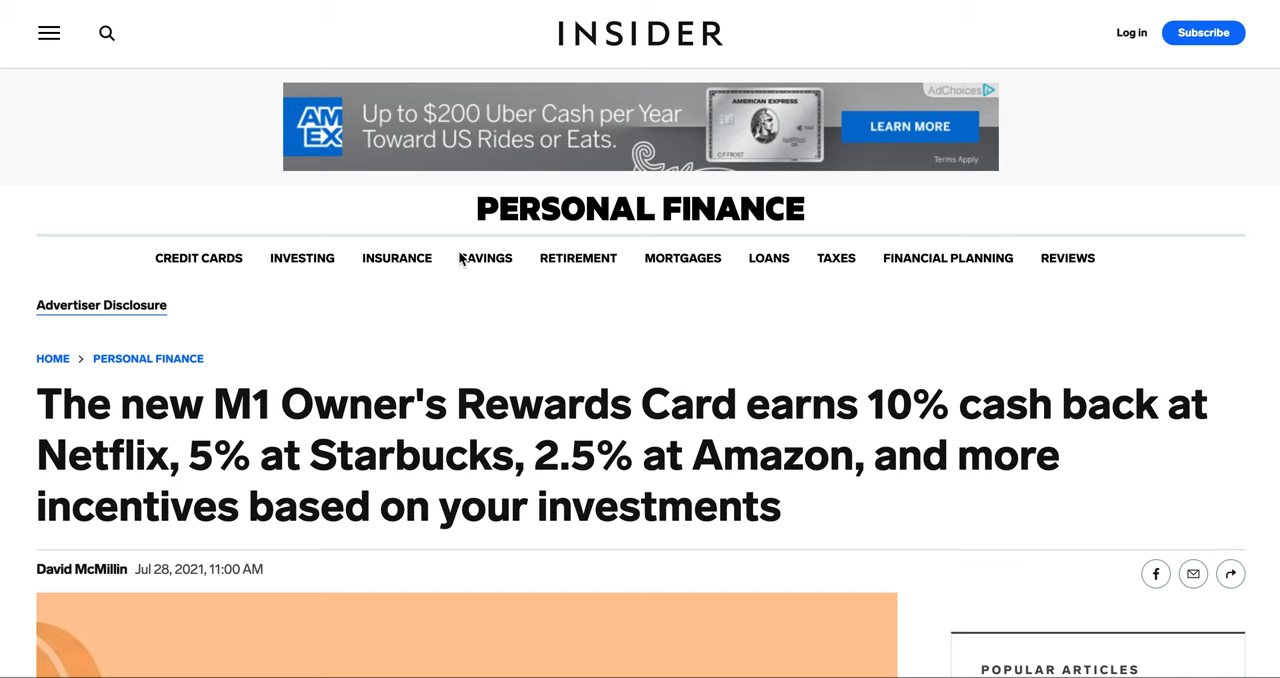 INSIDER
Log in
Subscribe
AM
EX
Up to $200 Uber Cash per Year
Toward US Rides or Eats.
AMERICAN EXPRESS
C F FROST
LEARN MORE
AdChoices
Terms Apply.
PERSONAL FINANCE
CREDIT CARDS INVESTING INSURANCE SAVINGS RETIREMENT MORTGAGES LOANS TAXES FINANCIAL PLANNING REVIEWS
Advertiser Disclosure
HOME > PERSONAL FINANCE
The new M1 Owner's Rewards Card earns 10% cash back at
Netflix, 5% at Starbucks, 2.5% at Amazon, and more
incentives based on your investments
David McMillin Jul 28, 2021, 11:00 AM
POPULAR ARTICLES